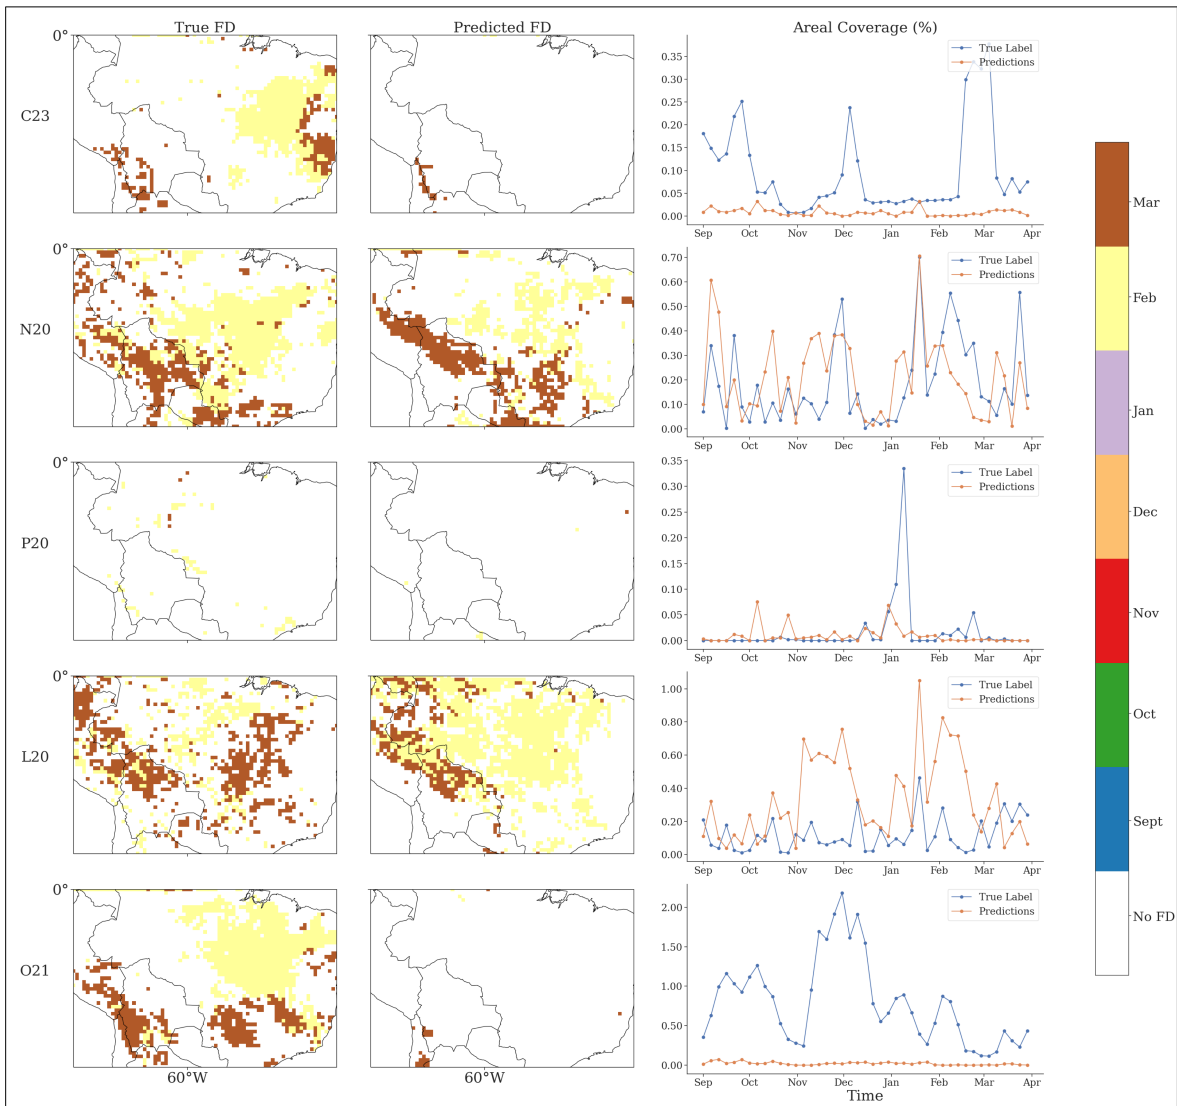 True FD Predicted FD Areal Coverage (%)
0°
C23
0.35
0.30
0.25
0.20
0.15
0.10
0.05
0.00
True Label
Predictions
Sep Oct Nov Dec Jan Feb Mar Apr
0°
N20
0.70
0.60
0.50
0.40
0.30
0.20
0.10
0.00
True Label
Predictions
Sep Oct Nov Dec Jan Feb Mar Apr
0°
P20
0.35
0.30
0.25
0.20
0.15
0.10
0.05
0.00
True Label
Predictions
Sep Oct Nov Dec Jan Feb Mar Apr
0°
L20
1.00
0.80
0.60
0.40
0.20
0.00
True Label
Predictions
Sep Oct Nov Dec Jan Feb Mar Apr
0°
O21
60°W 60°W
2.00
1.50
1.00
0.50
0.00
True Label
Predictions
Sep Oct Nov Dec Jan Feb Mar Apr
Time
Mar
Feb
Jan
Dec
Nov
Oct
Sept
No FD